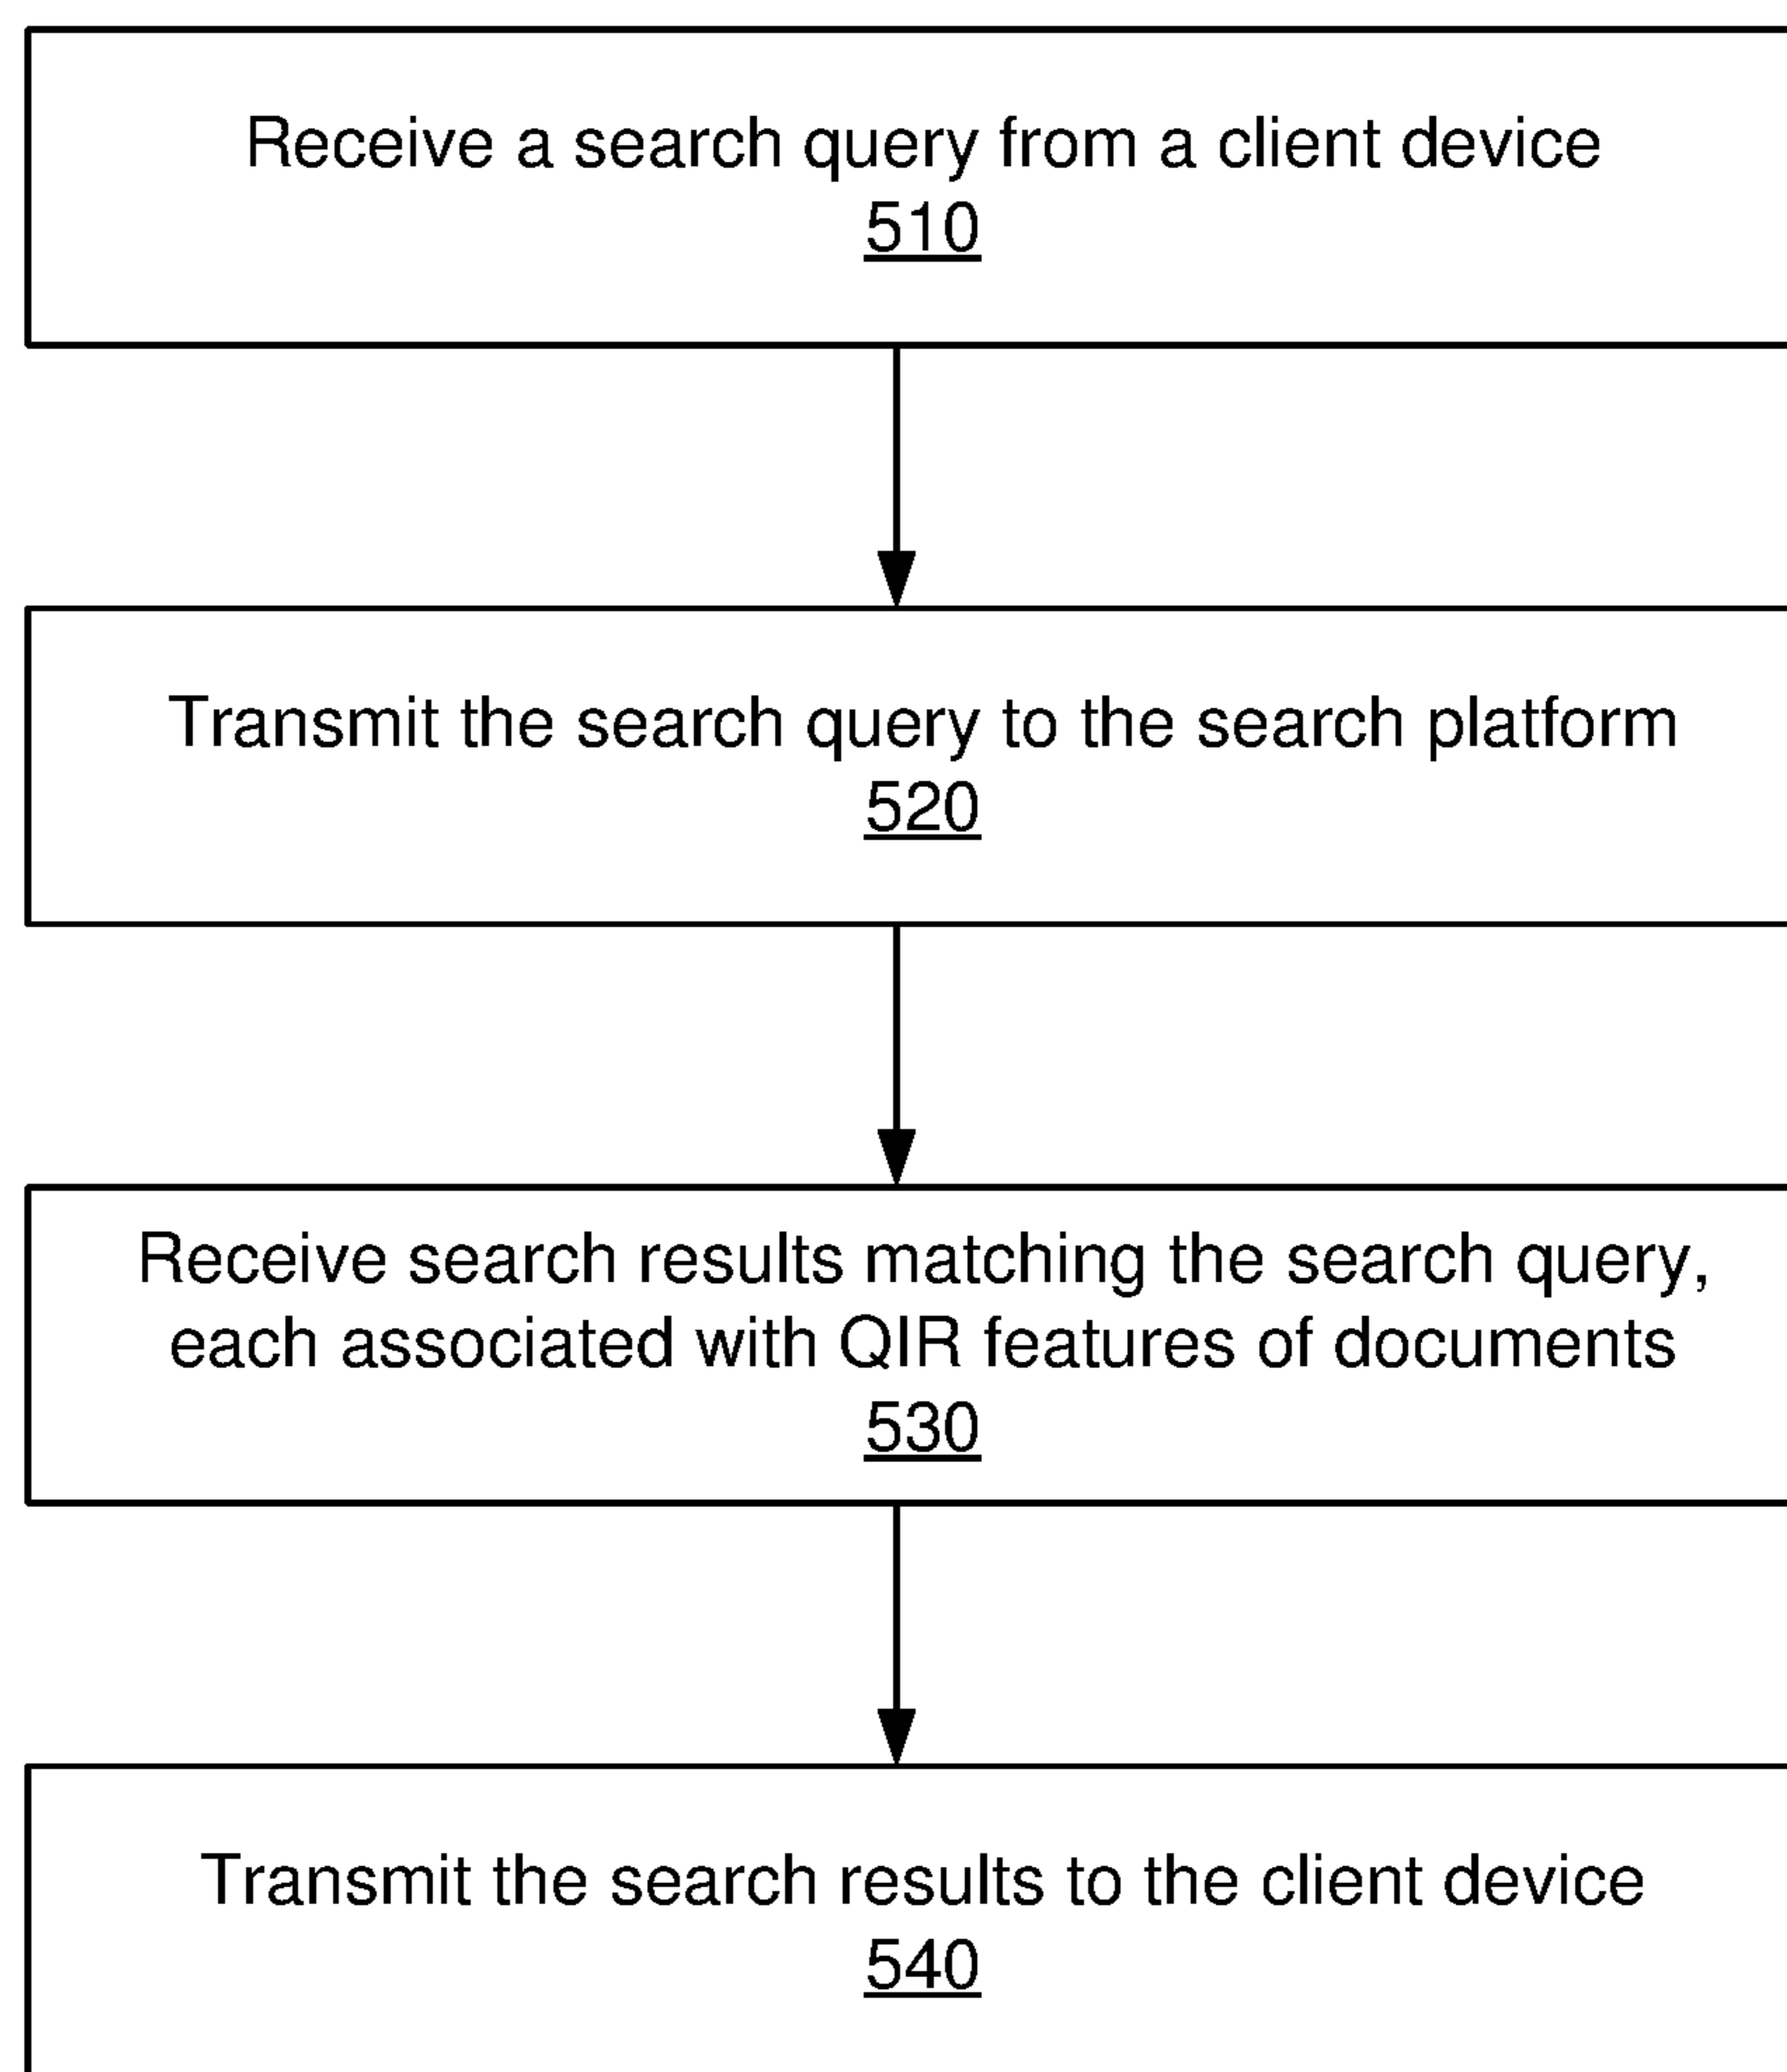 Receive a search query from a client device
510
Transmit the search query to the search platform
520
Receive search results matching the search query,
each associated with QIR features of documents
530
Transmit the search results to the client device
540